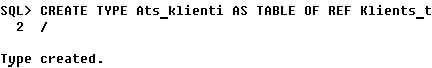 SQL> CREATE TYPE Ats_klienti AS TABLE OF REF Klients_t
2 /
Type created.